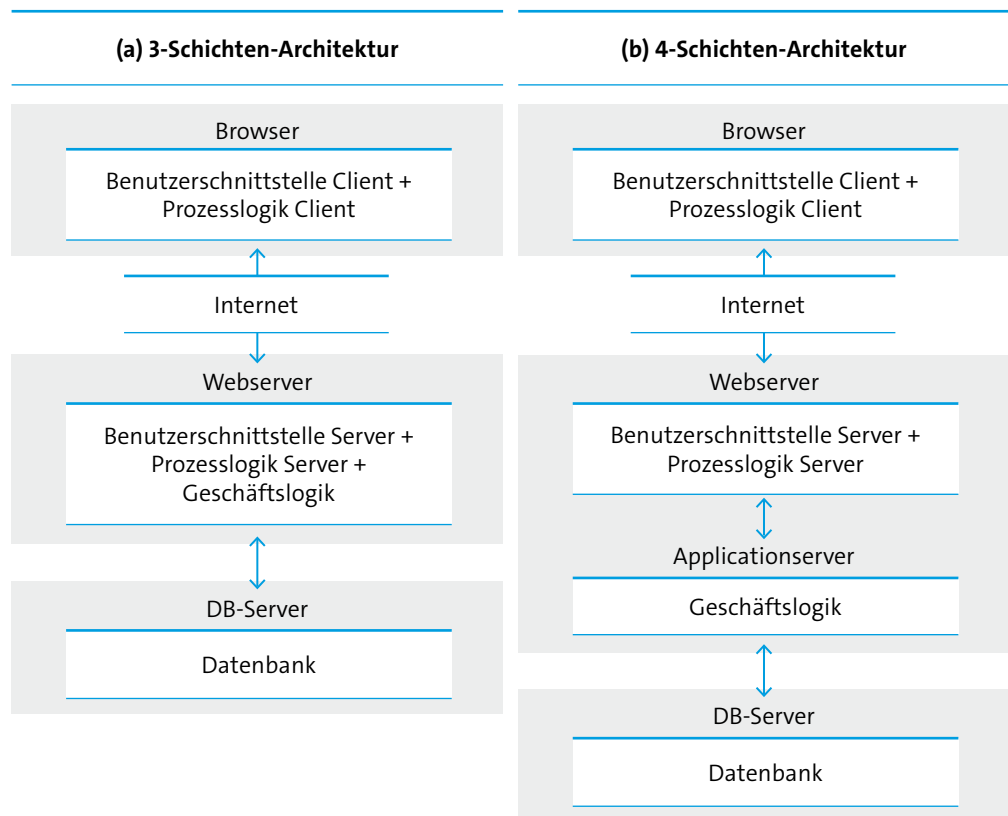 (a) 3-Schichten-Architektur
Browser
Benutzerschnittstelle Client +
Prozesslogik Client
Internet
Webserver
Benutzerschnittstelle Server +
Prozesslogik Server +
Geschäftslogik
DB-Server
Datenbank
(b) 4-Schichten-Architektur
Browser
Benutzerschnittstelle Client +
Prozesslogik Client
Internet
Webserver
Benutzerschnittstelle Server +
Prozesslogik Server
Applicationserver
Geschäftslogik
DB-Server
Datenbank